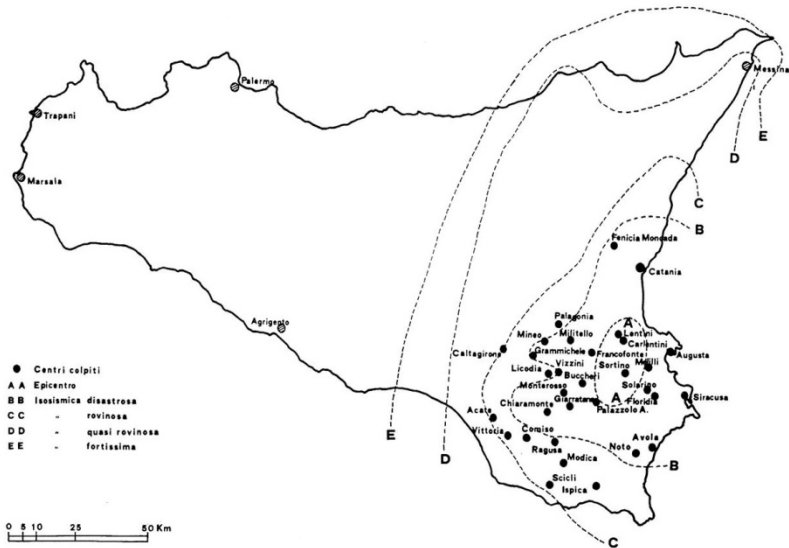 Messina
Palermo
Trapani
Marsala
Agrigento
E
D
C
B
Fenicia Moncada
Catania
Palagonia
Mineo
Militello
A
Lentini
Carlentini
Caltagirone
Grammichele
Francofonte
Augusta
Vizzini
Licodia
Buccheri
Sortino
Melilli
Monterosso
Solarino
Giarratana
A
Floridia
Siracusa
Chiaramonte
Palazzolo A.
Acate
Vittoria
Comiso
Avola
Ragusa
Noto
Modica
B
Scicli
Ispica
C
E
D
Centri colpiti
A A Epicentro
B B Isosismica disastrosa
C C " rovinosa
D D " quasi rovinosa
E E " fortissima
0 5 10 25 50 Km